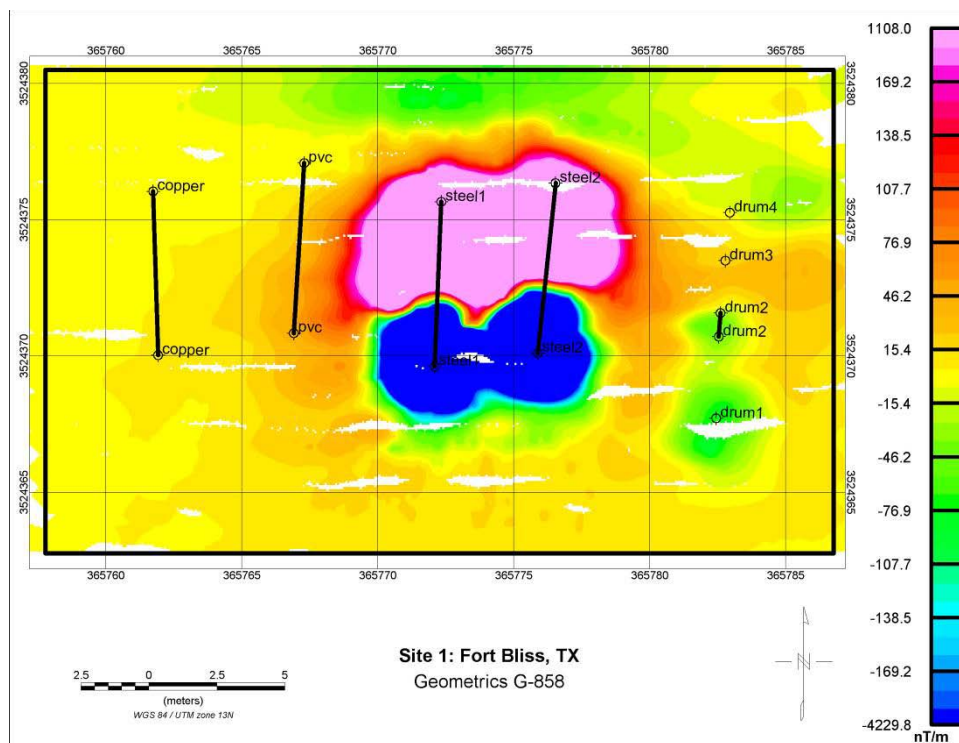 365760 365765 365770 365775 365780 365785
3524380 3524380
pvc
copper steel2
steel1
3524375 drum4 3524375
drum3
drum2
pvc drum2
3524370 copper steel1 steel2 3524370
drum1
3524365 3524365
365760 365765 365770 365775 365780 365785
1108.0
169.2
138.5
107.7
76.9
46.2
15.4
-15.4
-46.2
-76.9
-107.7
-138.5
-169.2
-4229.8
nT/m
2.5 0 2.5 5
(meters)
WGS 84 / UTM zone 13N
Site 1: Fort Bliss, TX
Geometrics G-858
N